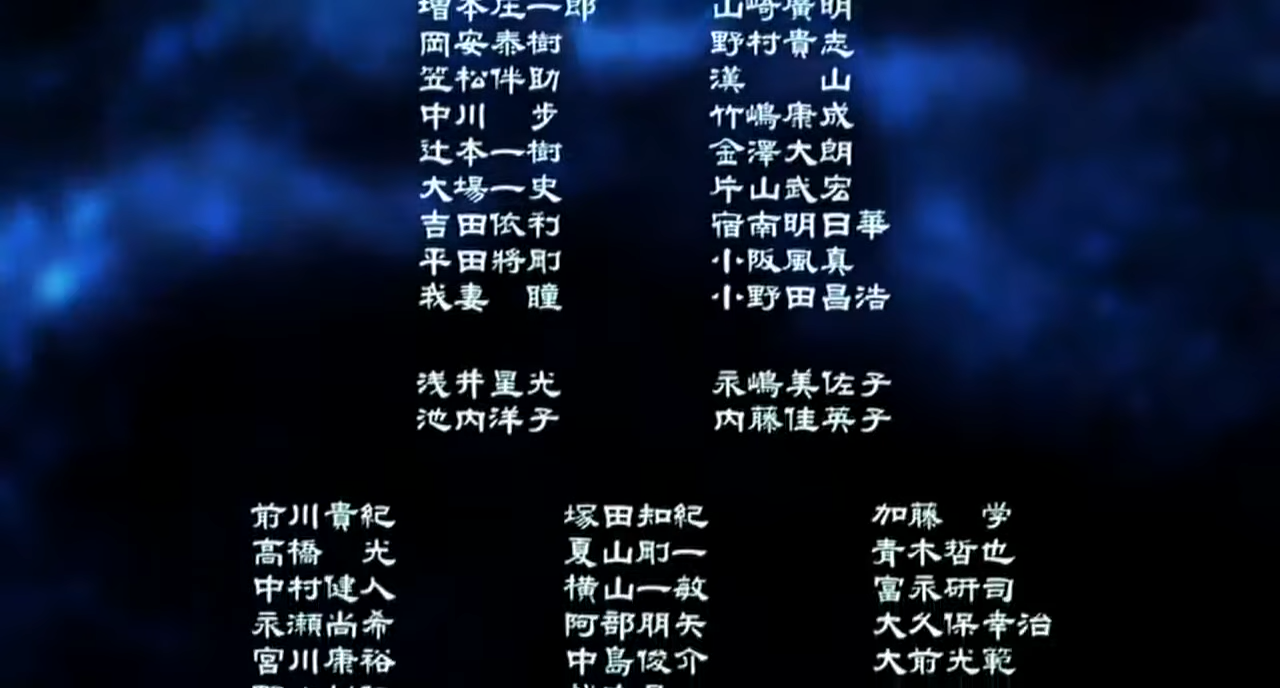 岡安泰樹 野村貴志
笠松伴助 漢 山
中川 歩 竹嶋康成
辻本一樹 金澤大朗
大場一史 片山武宏
吉田依利 宿南明日華
平田將剛 小阪風真
我妻 瞳 小野田昌浩
浅井星光 永嶋美佐子
池内洋子 内藤佳英子
前川貴紀 塚田知紀 加藤 学
高橋 光 夏山剛一 青木哲也
中村健人 横山一敏 富永研司
永瀬尚希 阿部朋矢 大久保幸治
宮川康裕 中島俊介 大前光範